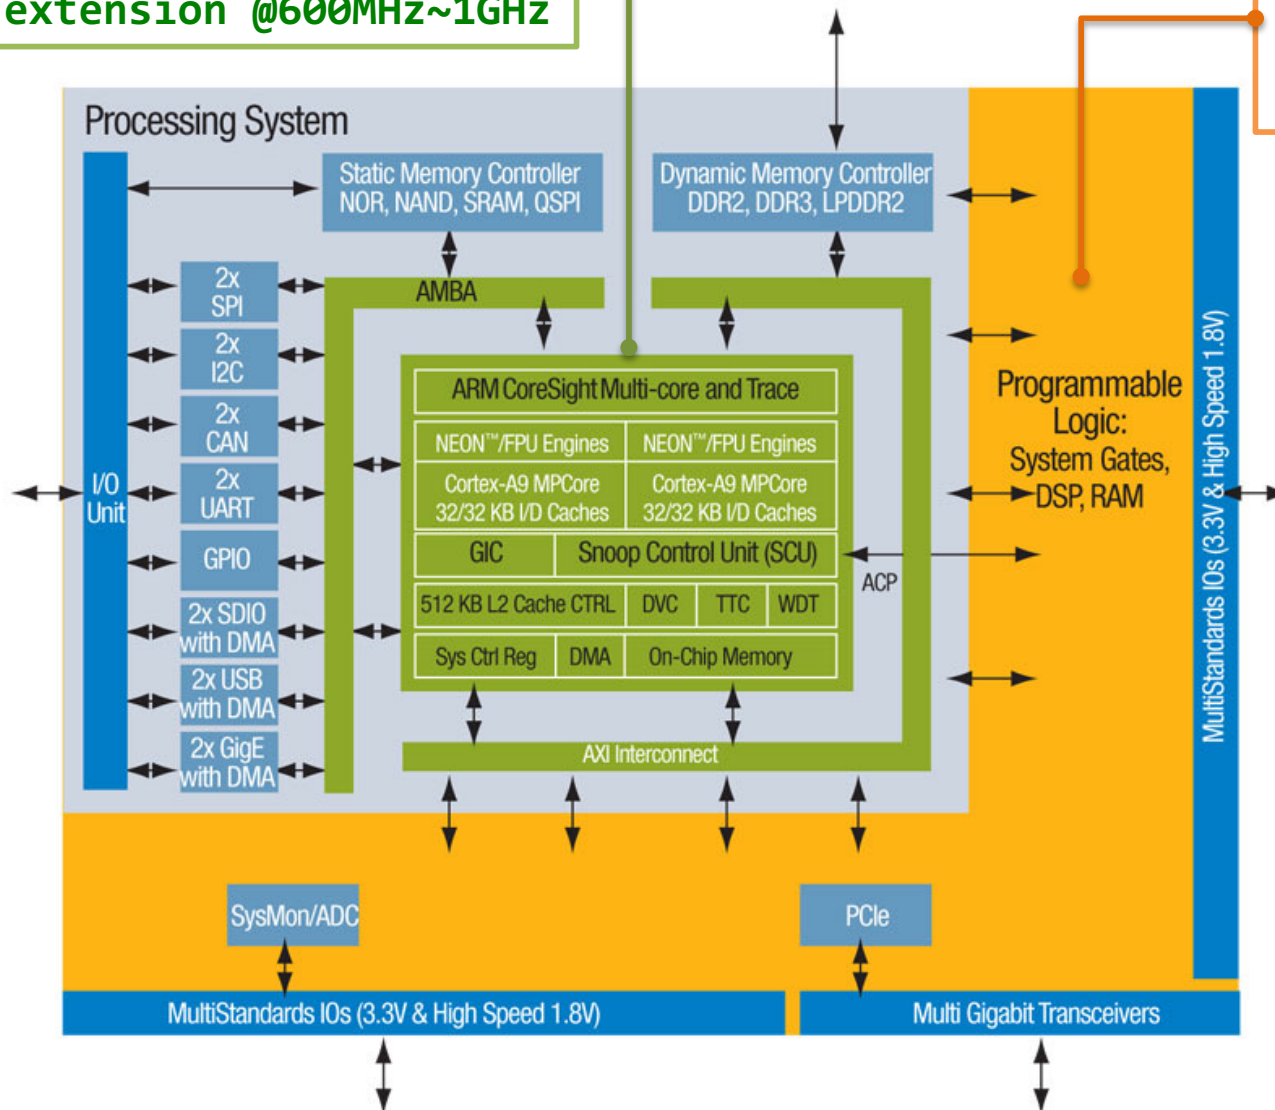 extension @600MHz~1GHz
Processing System
Static Memory Controller
NOR, NAND, SRAM, QSPI
Dynamic Memory Controller
DDR2, DDR3, LPDDR2
2x
SPI
AMBA
2x
I2C
2x
CAN
I/O
Unit
2x
UART
GPIO
2x SDIO
with DMA
2x USB
with DMA
2x GigE
with DMA
ARM CoreSight Multi-core and Trace
NEON™/FPU Engines
NEON™/FPU Engines
Cortex-A9 MPCore
32/32 KB I/D Caches
Cortex-A9 MPCore
32/32 KB I/D Caches
GIC
Snoop Control Unit (SCU)
ACP
512 KB L2 Cache CTRL
DVC
TTC
WDT
Sys Ctrl Reg
DMA
On-Chip Memory
AXI Interconnect
Programmable
Logic:
System Gates,
DSP, RAM
MultiStandards IOs (3.3V & High Speed 1.8V)
SysMon/ADC
PCIe
MultiStandards IOs (3.3V & High Speed 1.8V)
Multi Gigabit Transceivers